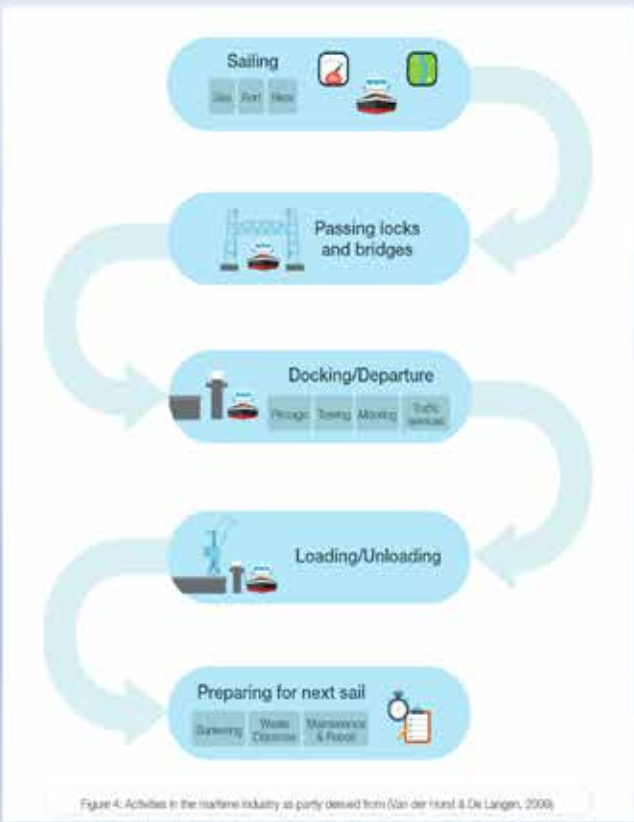 Sailing
Sea Port River
Passing locks
and bridges
Docking/Departure
Pilotage Towing Mooring Traffic
services
Loading/Unloading
Preparing for next sail
Bunkering Waste Maintenance
Disposal & Repair
Figure 4: Activities in the maritime industry as partly derived from (Van der Horst & De Langen, 2008)